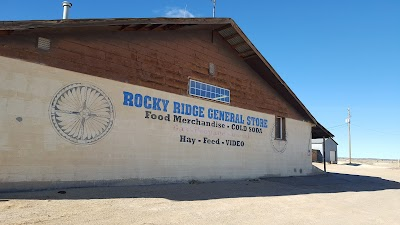 ROCKY RIDGE GENERAL STORE
Food Merchandise • COLD SODA
Hay • Feed • VIDEO